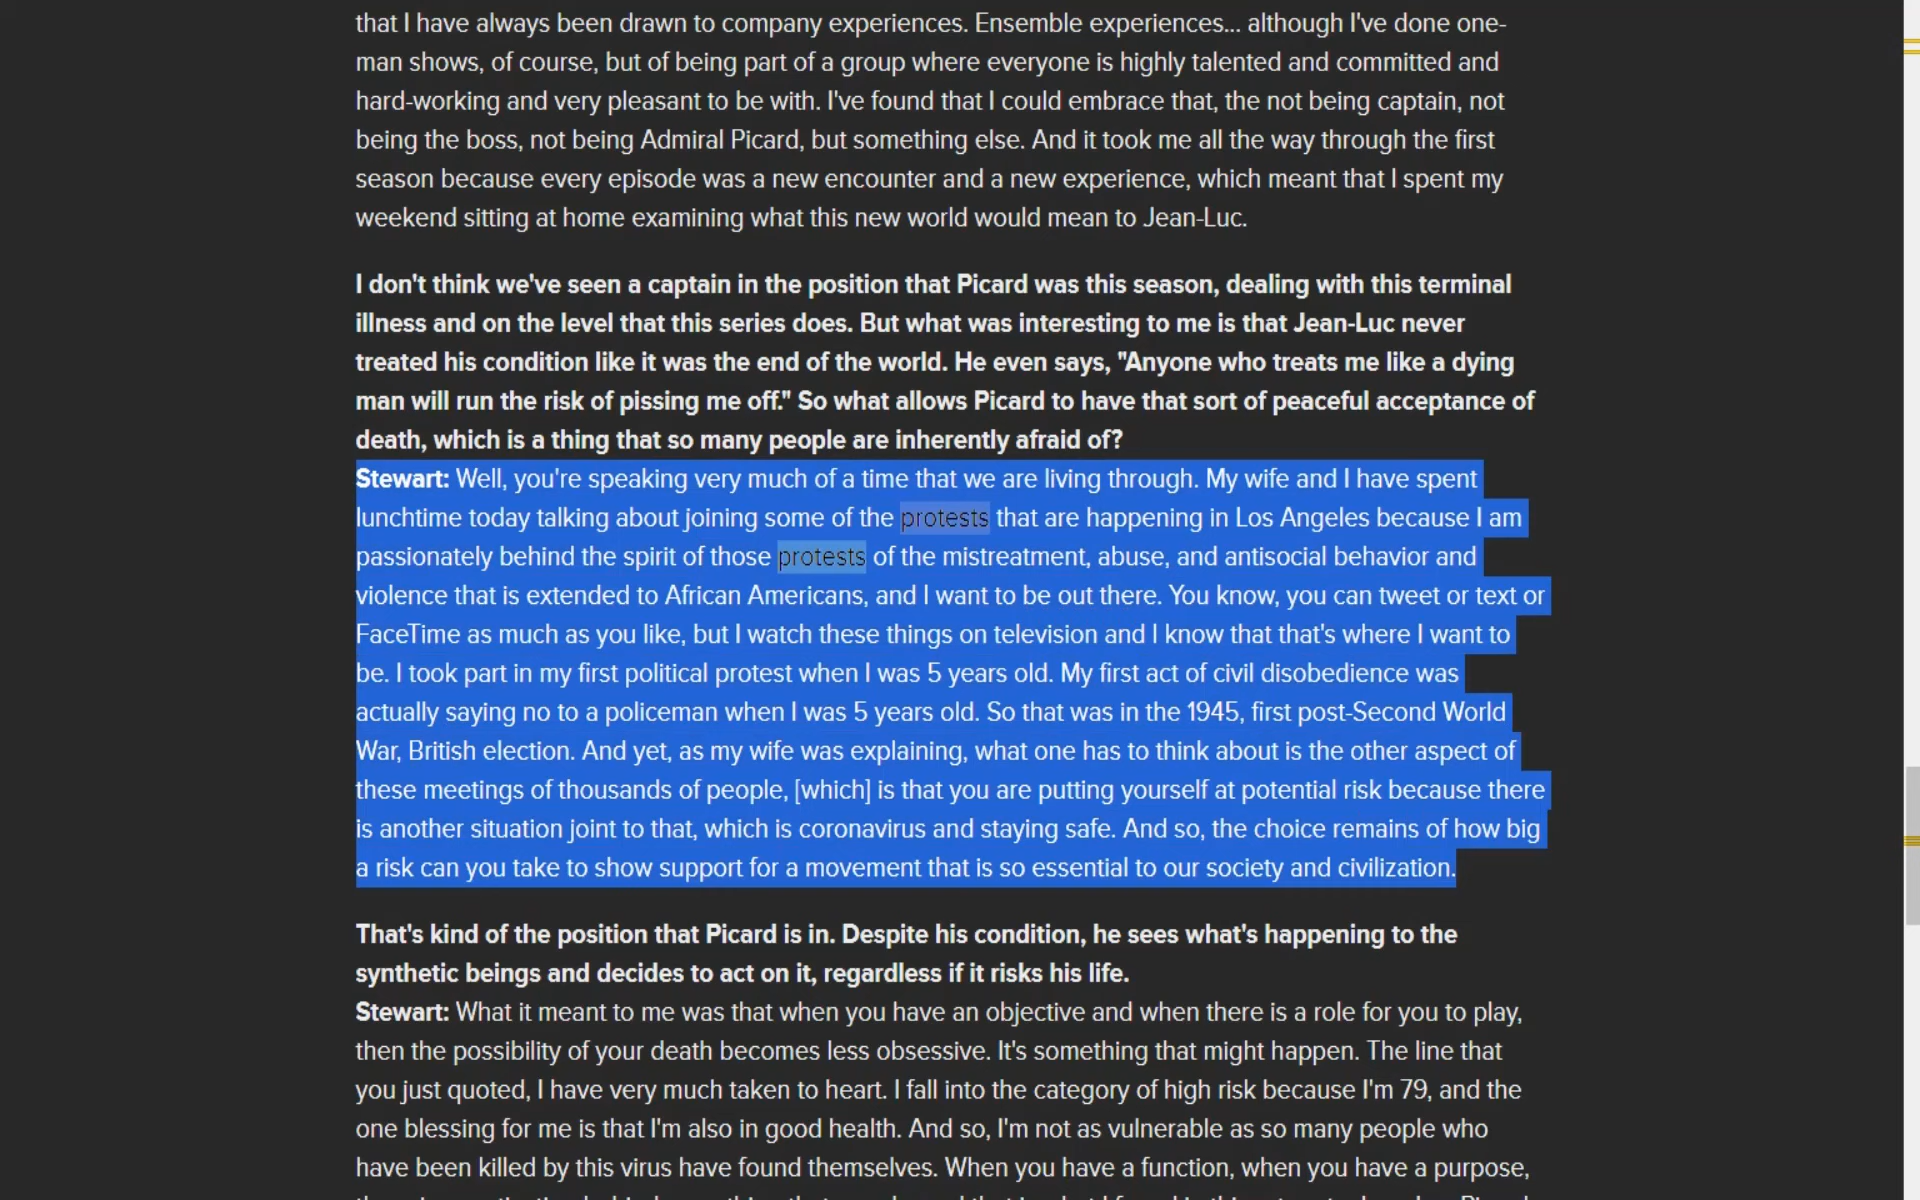 that I have always been drawn to company experiences. Ensemble experiences... although I've done one-
man shows, of course, but of being part of a group where everyone is highly talented and committed and
hard-working and very pleasant to be with. I've found that I could embrace that, the not being captain, not
being the boss, not being Admiral Picard, but something else. And it took me all the way through the first
season because every episode was a new encounter and a new experience, which meant that I spent my
weekend sitting at home examining what this new world would mean to Jean-Luc.
I don't think we've seen a captain in the position that Picard was this season, dealing with this terminal
illness and on the level that this series does. But what was interesting to me is that Jean-Luc never
treated his condition like it was the end of the world. He even says, "Anyone who treats me like a dying
man will run the risk of pissing me off." So what allows Picard to have that sort of peaceful acceptance of
death, which is a thing that so many people are inherently afraid of?
Stewart: Well, you're speaking very much of a time that we are living through. My wife and I have spent
lunchtime today talking about joining some of the protests that are happening in Los Angeles because I am
passionately behind the spirit of those protests of the mistreatment, abuse, and antisocial behavior and
violence that is extended to African Americans, and I want to be out there. You know, you can tweet or text or
FaceTime as much as you like, but I watch these things on television and I know that that's where I want to
be. I took part in my first political protest when I was 5 years old. My first act of civil disobedience was
actually saying no to a policeman when I was 5 years old. So that was in the 1945, first post-Second World
War, British election. And yet, as my wife was explaining, what one has to think about is the other aspect of
these meetings of thousands of people, [which] is that you are putting yourself at potential risk because there
is another situation joint to that, which is coronavirus and staying safe. And so, the choice remains of how big
a risk can you take to show support for a movement that is so essential to our society and civilization.
That's kind of the position that Picard is in. Despite his condition, he sees what's happening to the
synthetic beings and decides to act on it, regardless if it risks his life.
Stewart: What it meant to me was that when you have an objective and when there is a role for you to play,
then the possibility of your death becomes less obsessive. It's something that might happen. The line that
you just quoted, I have very much taken to heart. I fall into the category of high risk because I'm 79, and the
one blessing for me is that I'm also in good health. And so, I'm not as vulnerable as so many people who
have been killed by this virus have found themselves. When you have a function, when you have a purpose,